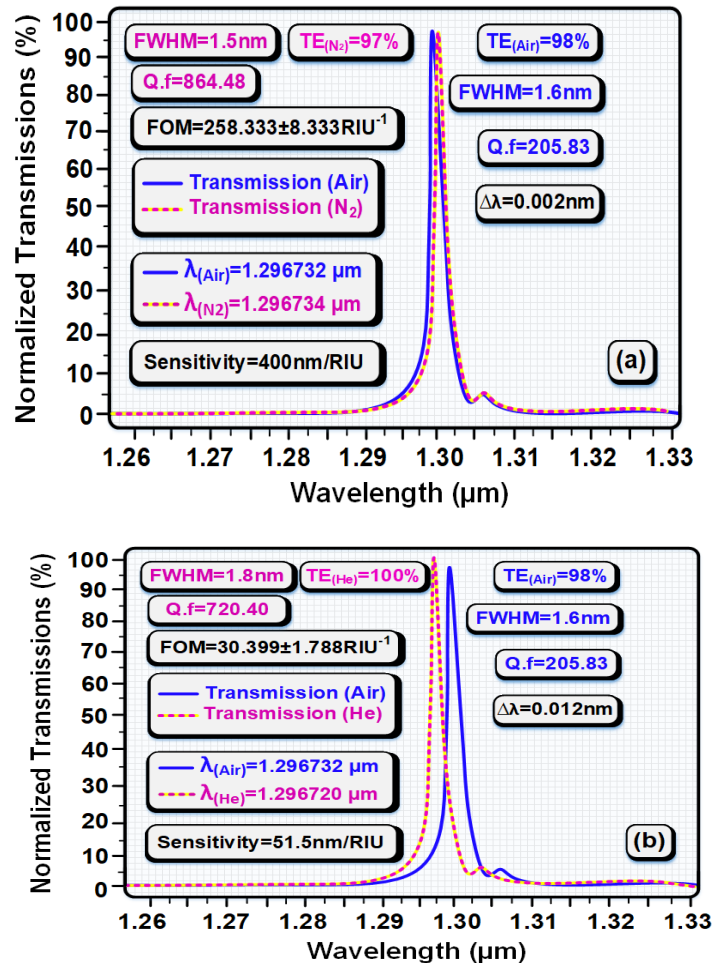 Normalized Transmissions (%)
100
90
80
70
60
50
40
30
20
10
0
FWHM=1.5nm
TE(N₂)=97%
TE(Air)=98%
Q.f=864.48
FWHM=1.6nm
FOM=258.333±8.333RIU⁻¹
Q.f=205.83
Transmission (Air)
Transmission (N₂)
Δλ=0.002nm
λ(Air)=1.296732 µm
λ(N2)=1.296734 µm
Sensitivity=400nm/RIU
(a)
1.26 1.27 1.28 1.29 1.30 1.31 1.32 1.33
Wavelength (µm)
Normalized Transmissions (%)
100
90
80
70
60
50
40
30
20
10
0
FWHM=1.8nm
TE(He)=100%
TE(Air)=98%
Q.f=720.40
FWHM=1.6nm
FOM=30.399±1.788RIU⁻¹
Q.f=205.83
Transmission (Air)
Transmission (He)
Δλ=0.012nm
λ(Air)=1.296732 µm
λ(He)=1.296720 µm
Sensitivity=51.5nm/RIU
(b)
1.26 1.27 1.28 1.29 1.30 1.31 1.32 1.33
Wavelength (µm)